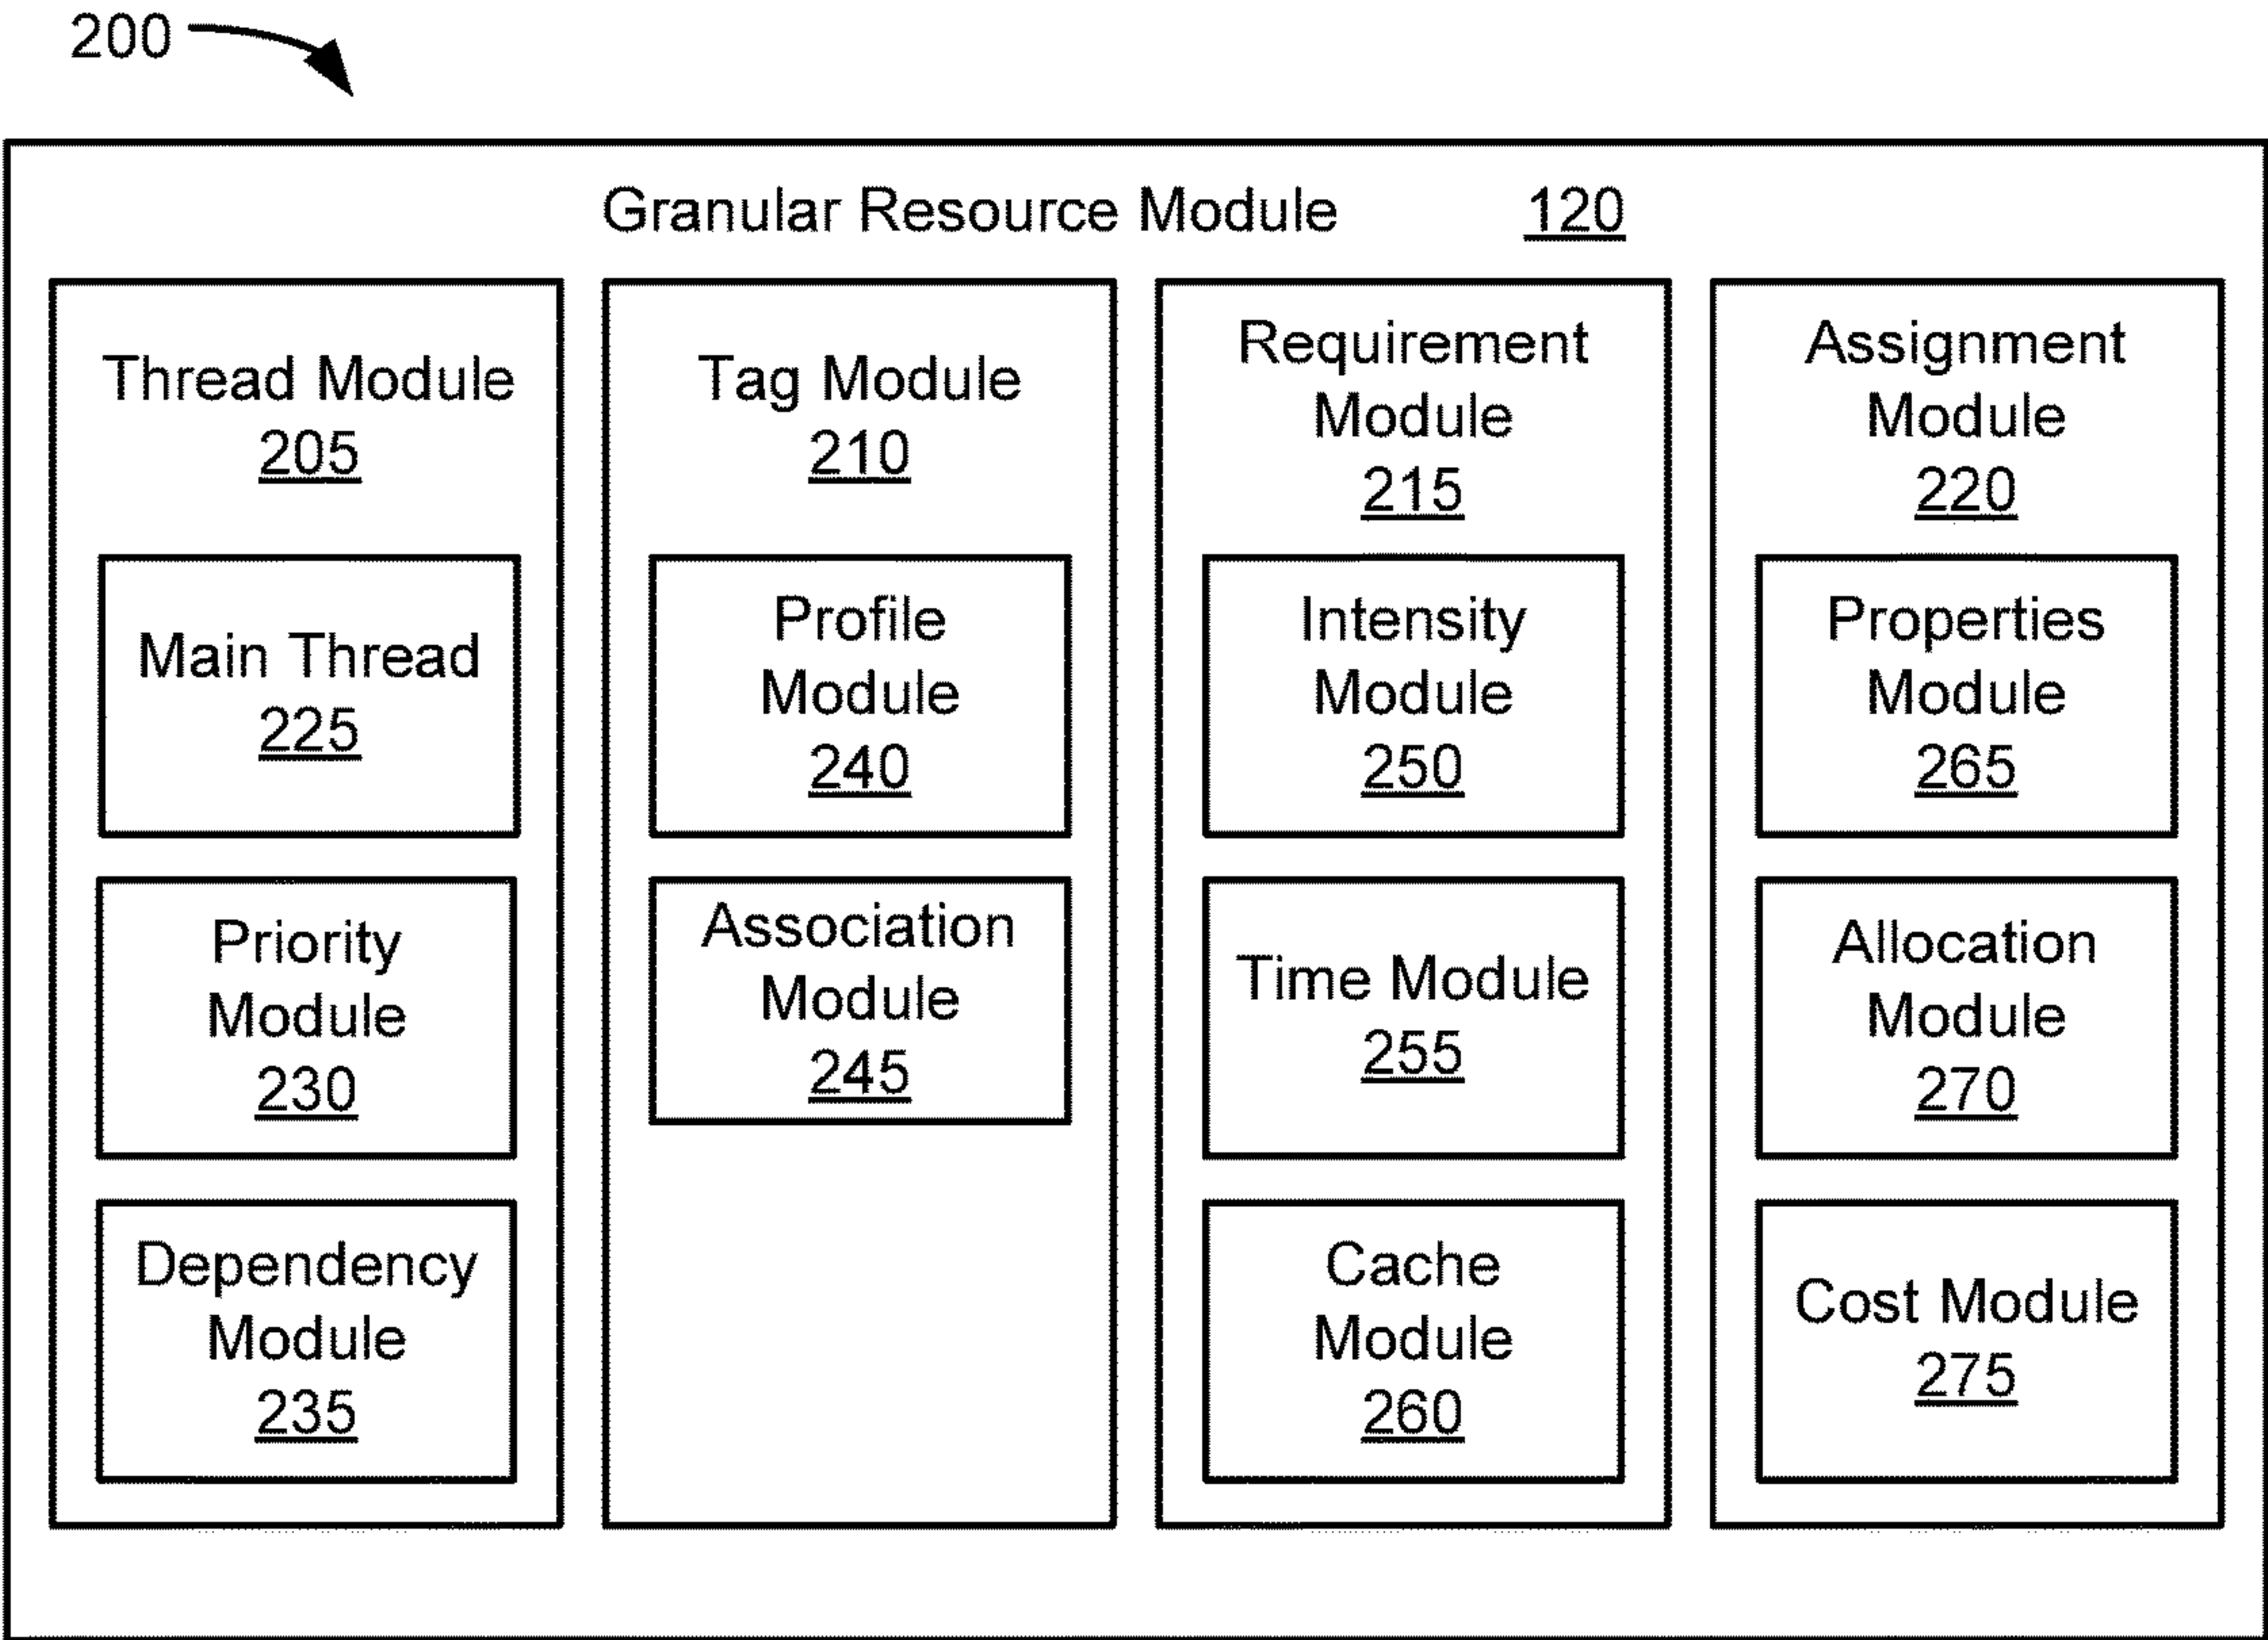 200
Granular Resource Module 120
Thread Module
205
Main Thread
225
Priority
Module
230
Dependency
Module
235
Tag Module
210
Profile
Module
240
Association
Module
245
Requirement
Module
215
Intensity
Module
250
Time Module
255
Cache
Module
260
Assignment
Module
220
Properties
Module
265
Allocation
Module
270
Cost Module
275